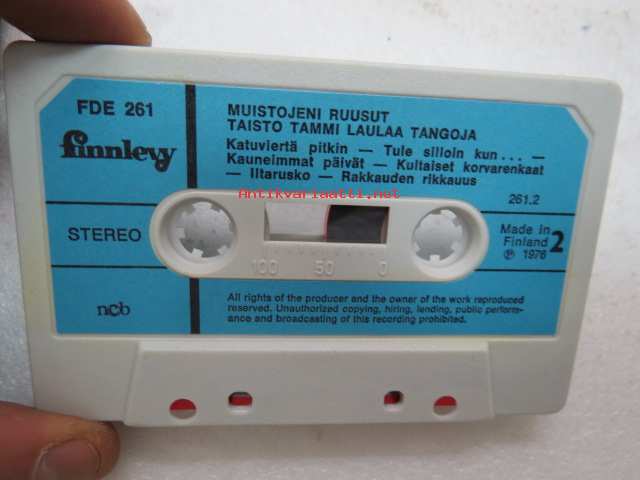 FDE 261
finnlevy
STEREO
ncb
MUISTOJENI RUUSUT
TAISTO TAMMI LAULAA TANGOJA
Katuviertä pitkin — Tule silloin kun . . . —
Kauneimmat päivät — Kultaiset korvarenkaat
— Iltarusko — Rakkauden rikkaus
Antikvariaatti.net
261.2
Made in
Finland 2
℗ 1976
100 50 0
All rights of the producer and the owner of the work reproduced
reserved. Unauthorized copying, hiring, lending, public perform-
ance and broadcasting of this recording prohibited.